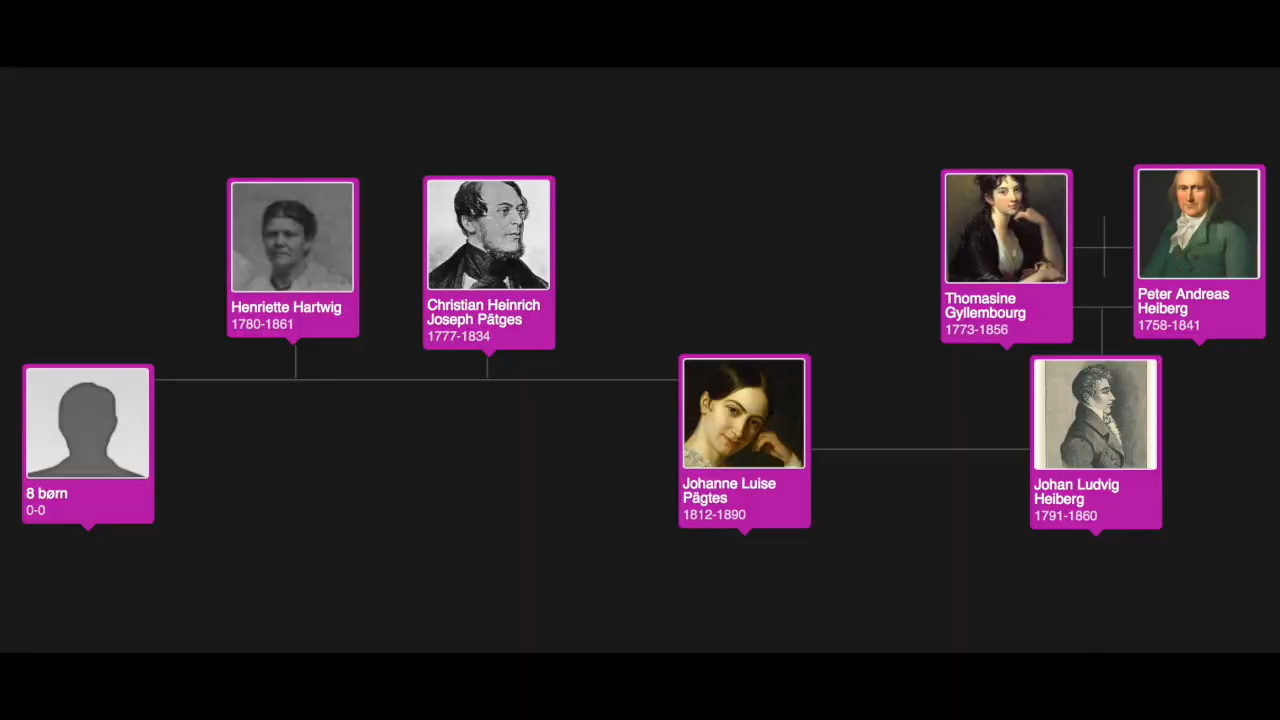 Henriette Hartwig
1780-1861
Christian Heinrich
Joseph Pätges
1777-1834
Thomasine
Gyllembourg
1773-1856
Peter Andreas
Heiberg
1758-1841
8 børn
0-0
Johanne Luise
Pägtes
1812-1890
Johan Ludvig
Heiberg
1791-1860